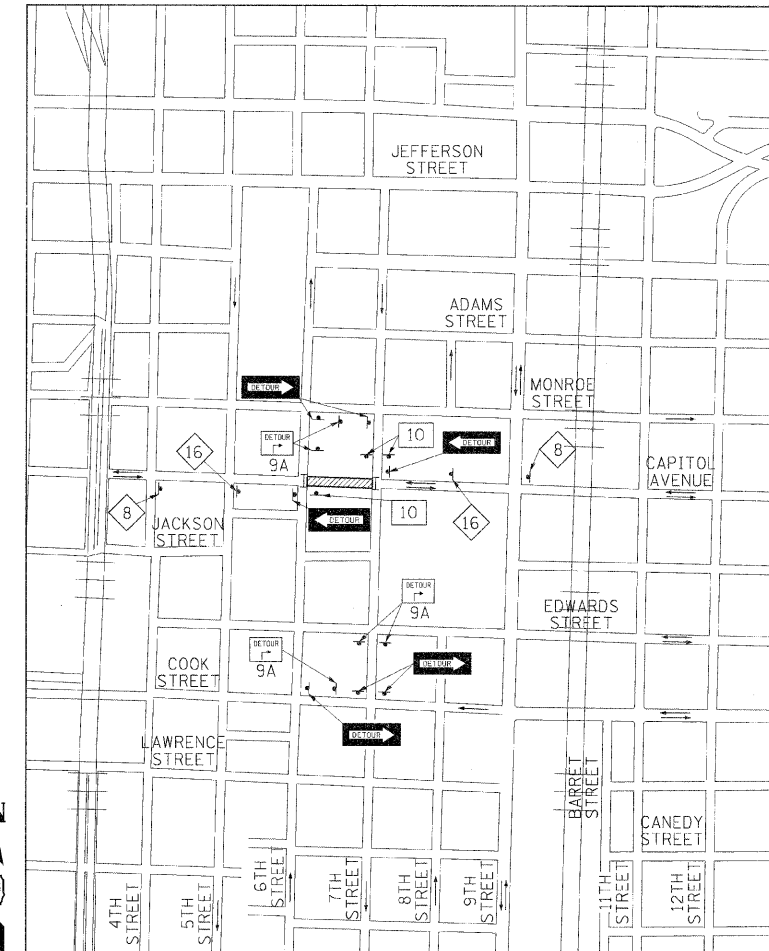 JEFFERSON
STREET
ADAMS
STREET
MONROE
STREET
DETOUR
DETOUR
9A
10
DETOUR
16
8
CAPITOL
AVENUE
8
JACKSON
STREET
DETOUR
10
16
DETOUR
9A
EDWARDS
STREET
DETOUR
9A
DETOUR
COOK
STREET
DETOUR
LAWRENCE
STREET
BARRET
STREET
CANEDY
STREET
4TH
STREET
5TH
STREET
6TH
STREET
7TH
STREET
8TH
STREET
9TH
STREET
11TH
STREET
12TH
STREET